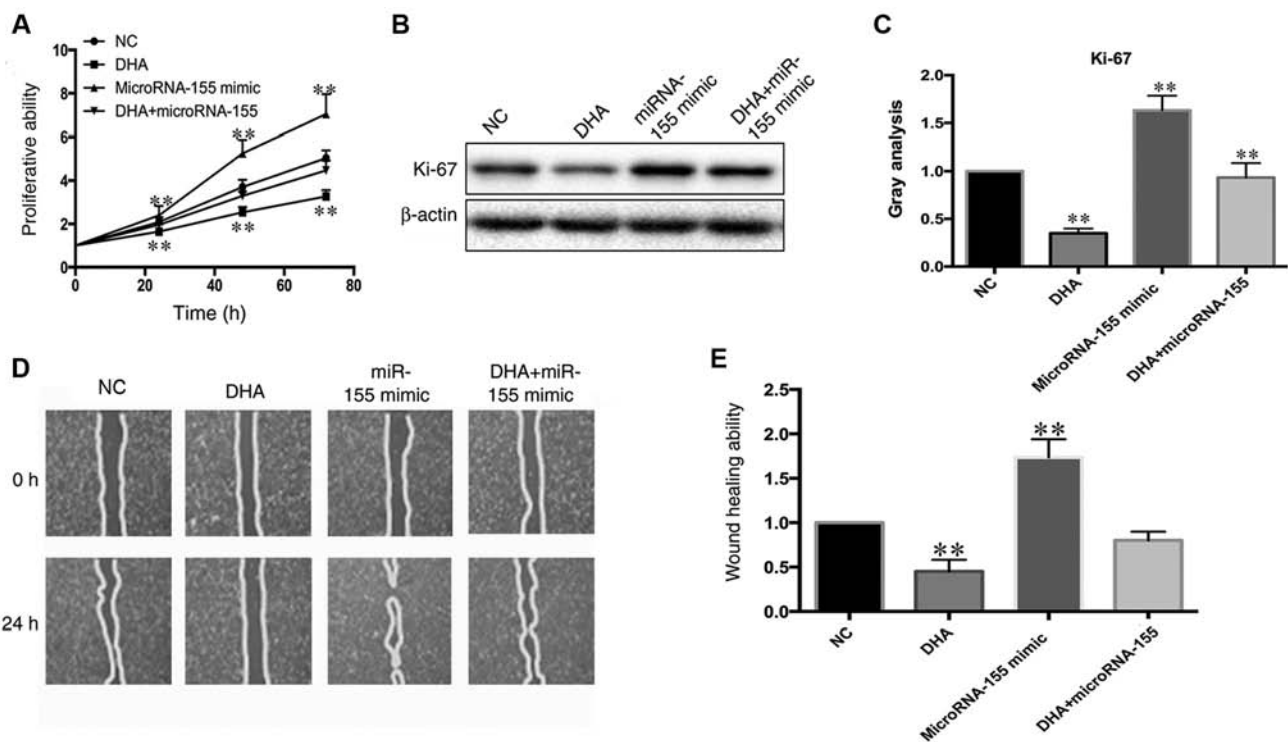 A
NC
DHA
MicroRNA-155 mimic
DHA+microRNA-155
10
8
6
4
2
0
Proliferative ability
**
**
**
**
**
**
0
20
40
60
80
Time (h)
B
NC
DHA
miRNA-
155 mimic
DHA+miR-
155 mimic
Ki-67
β-actin
C
Ki-67
2.0
1.5
1.0
0.5
0.0
Gray analysis
**
**
**
NC
DHA
MicroRNA-155 mimic
DHA+microRNA-155
D
NC
DHA
miR-
155 mimic
DHA+miR-
155 mimic
0 h
24 h
E
2.5
2.0
1.5
1.0
0.5
0.0
Wound healing ability
**
**
NC
DHA
MicroRNA-155 mimic
DHA+microRNA-155